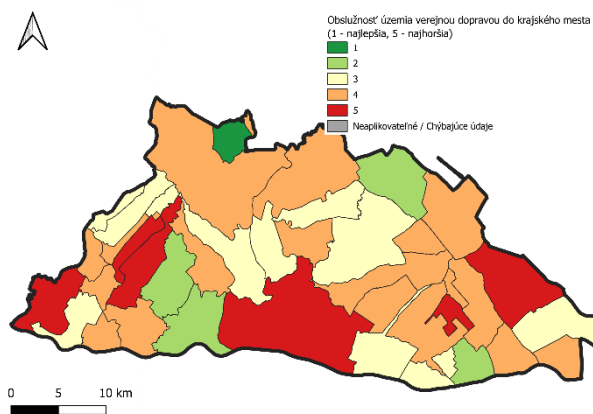 Obslužnosť územia verejnou dopravou do krajského mesta
(1 - najlepšia, 5 - najhoršia)
1
2
3
4
5
Neaplikovateľné / Chýbajúce údaje
0 5 10 km